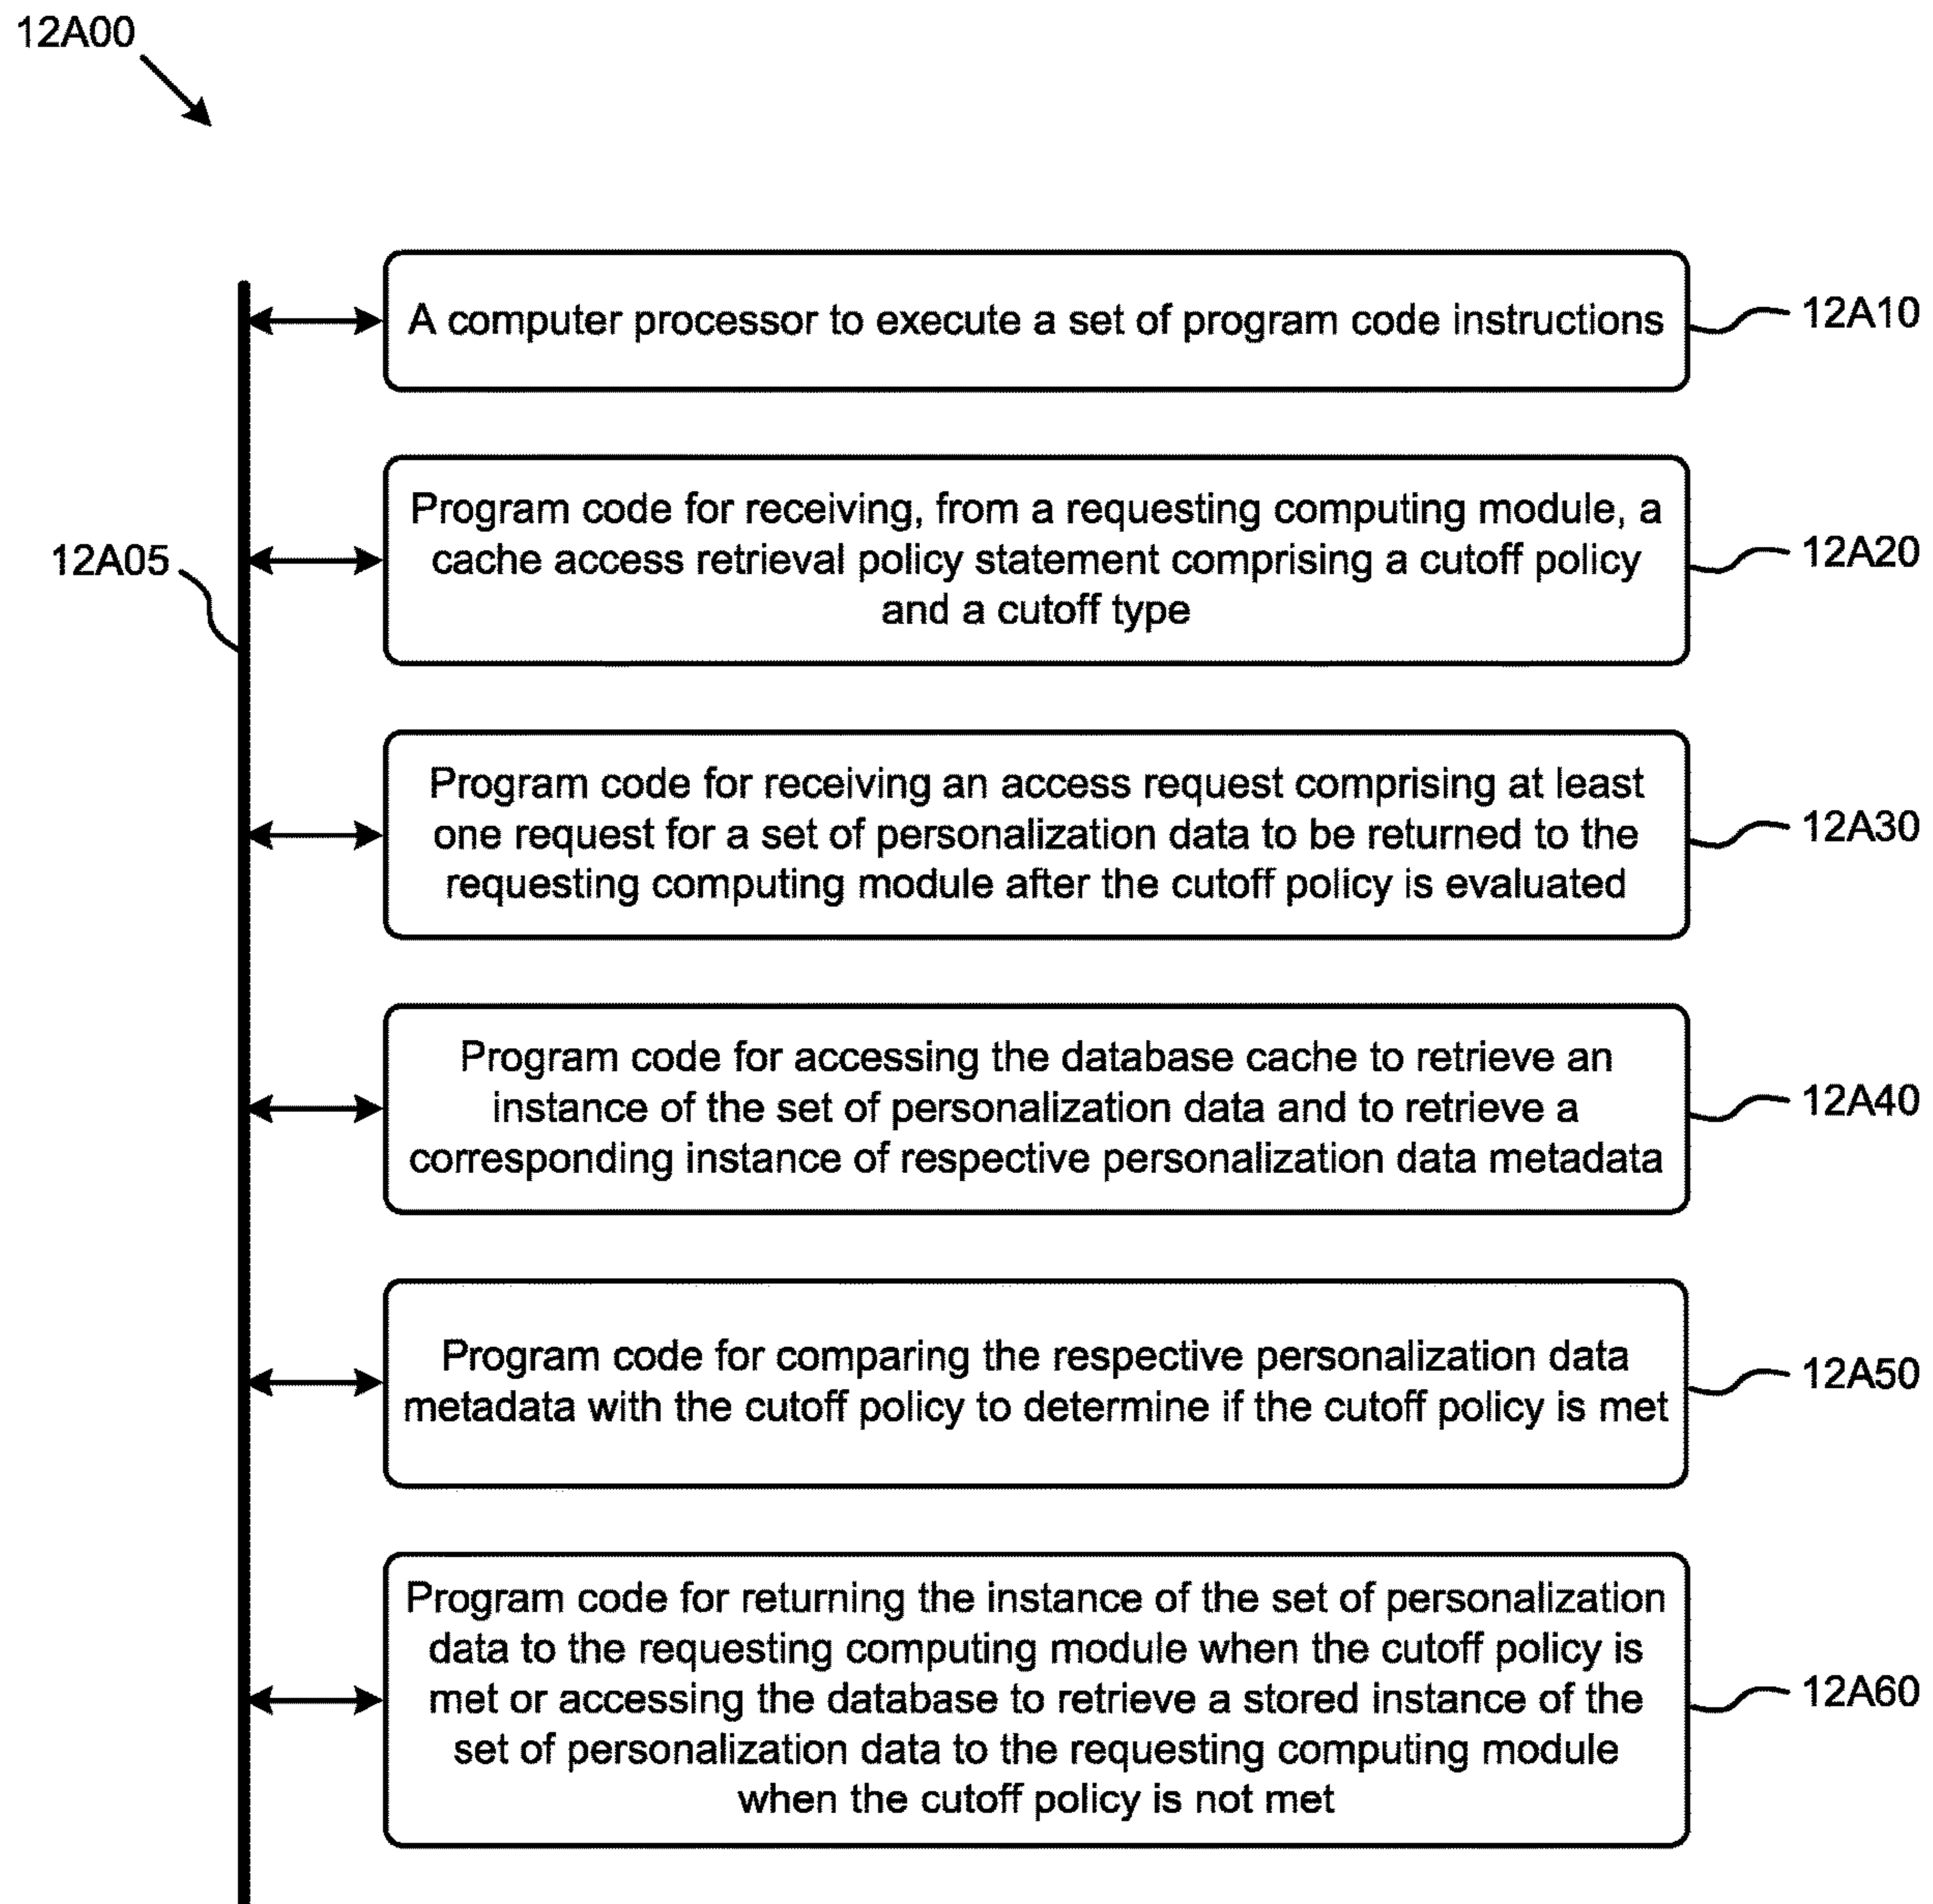 12A00
A computer processor to execute a set of program code instructions
12A10
Program code for receiving, from a requesting computing module, a
cache access retrieval policy statement comprising a cutoff policy
and a cutoff type
12A20
12A05
Program code for receiving an access request comprising at least
one request for a set of personalization data to be returned to the
requesting computing module after the cutoff policy is evaluated
12A30
Program code for accessing the database cache to retrieve an
instance of the set of personalization data and to retrieve a
corresponding instance of respective personalization data metadata
12A40
Program code for comparing the respective personalization data
metadata with the cutoff policy to determine if the cutoff policy is met
12A50
Program code for returning the instance of the set of personalization
data to the requesting computing module when the cutoff policy is
met or accessing the database to retrieve a stored instance of the
set of personalization data to the requesting computing module
when the cutoff policy is not met
12A60